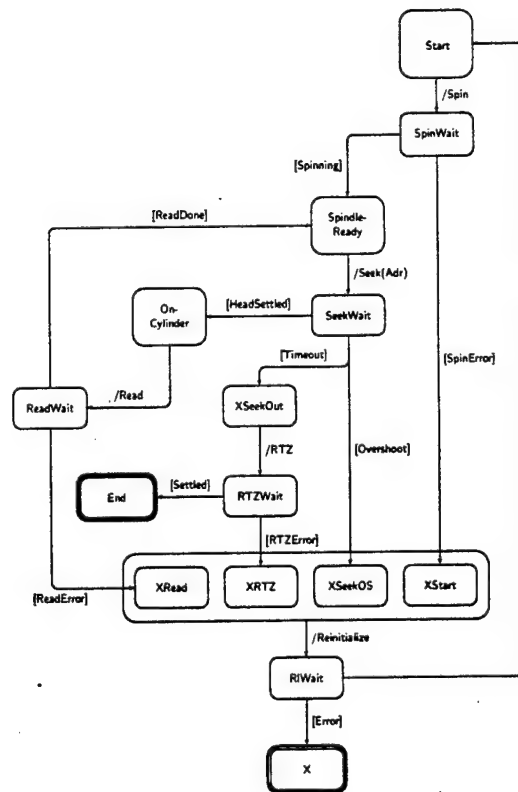 Start
/Spin
SpinWait
[Spinning]
[ReadDone]
Spindle-
Ready
/Seek(Adr)
On-
Cylinder
[HeadSettled]
SeekWait
[Timeout]
[SpinError]
ReadWait
/Read
XSeekOut
/RTZ
[Overshoot]
End
[Settled]
RTZWait
[RTZError]
[ReadError]
XRead
XRTZ
XSeekOS
XStart
/Reinitialize
RIWait
[Error]
X